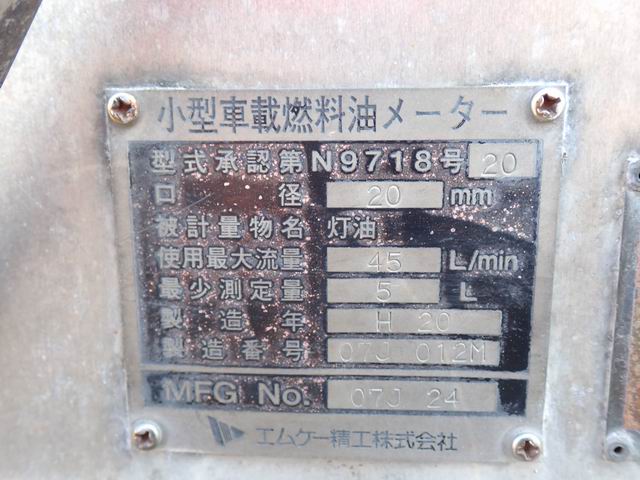 小型車載燃料油メーター
型式承認第N9718号 20
口径 20 mm
被計量物名 灯油
使用最大流量 45 L/min
最少測定量 5 L
製造年 H 20
製造番号 07J 012M
MFG No. 07J 24
エムケー精工株式会社